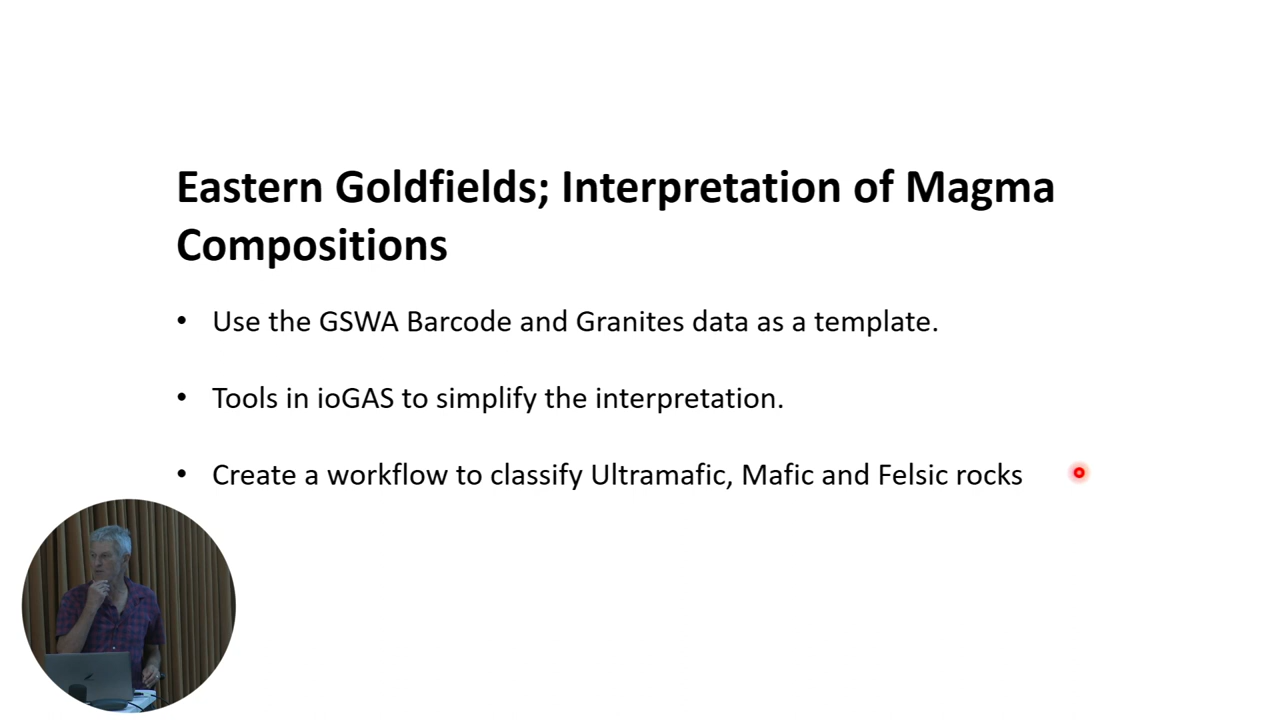 Eastern Goldfields; Interpretation of Magma
Compositions
• Use the GSWA Barcode and Granites data as a template.
• Tools in ioGAS to simplify the interpretation.
• Create a workflow to classify Ultramafic, Mafic and Felsic rocks